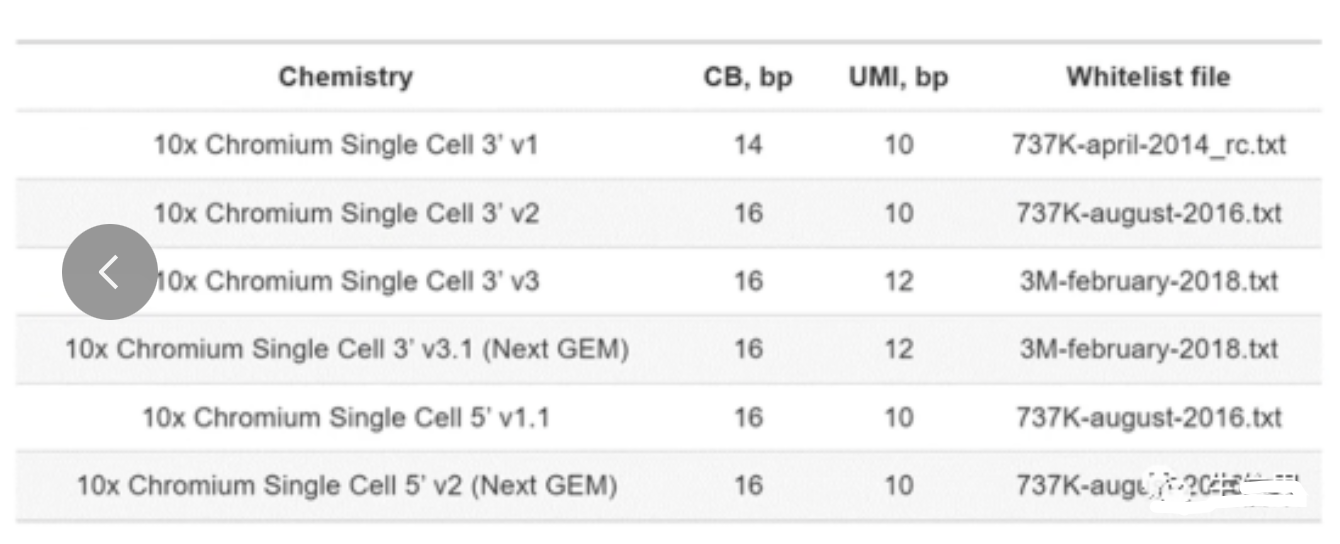 Chemistry CB, bp UMI, bp Whitelist file
10x Chromium Single Cell 3’ v1 14 10 737K-april-2014_rc.txt
10x Chromium Single Cell 3’ v2 16 10 737K-august-2016.txt
10x Chromium Single Cell 3’ v3 16 12 3M-february-2018.txt
10x Chromium Single Cell 3’ v3.1 (Next GEM) 16 12 3M-february-2018.txt
10x Chromium Single Cell 5’ v1.1 16 10 737K-august-2016.txt
10x Chromium Single Cell 5’ v2 (Next GEM) 16 10